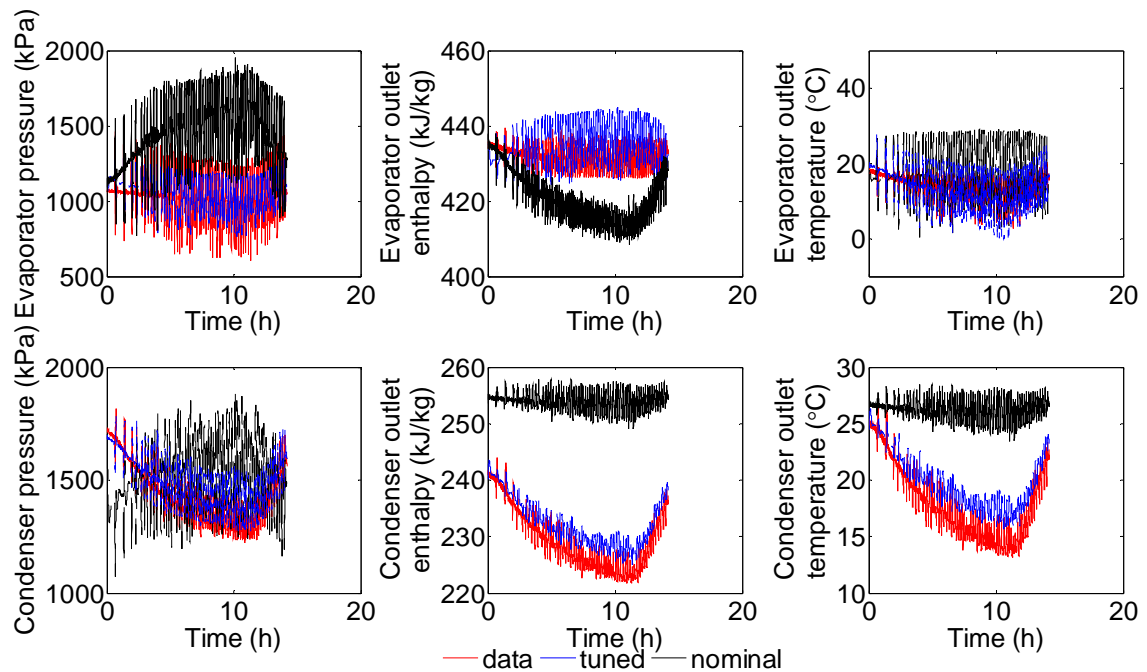 Evaporator pressure (kPa)
2000
1500
1000
500
0 10 20
Time (h)
Evaporator outlet
enthalpy (kJ/kg)
460
440
420
400
0 10 20
Time (h)
Evaporator outlet
temperature (°C)
40
20
0
0 10 20
Time (h)
Condenser pressure (kPa)
2000
1500
1000
0 10 20
Time (h)
Condenser outlet
enthalpy (kJ/kg)
260
250
240
230
220
0 10 20
Time (h)
Condenser outlet
temperature (°C)
30
25
20
15
10
0 10 20
Time (h)
data tuned nominal